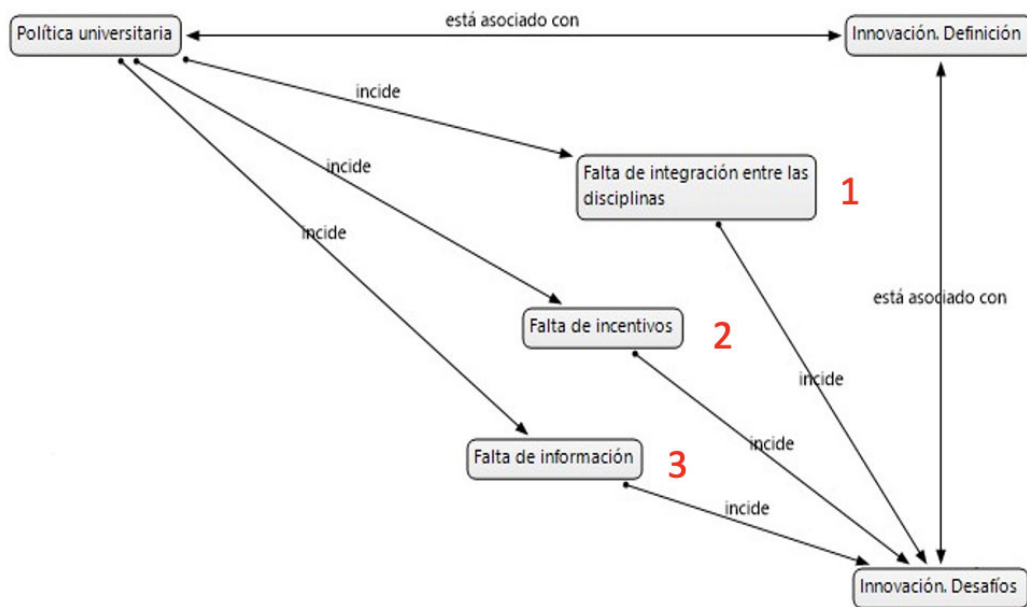 está asociado con
Política universitaria
Innovación. Definición
incide
incide
Falta de integración entre las
disciplinas
1
incide
está asociado con
Falta de incentivos
2
incide
incide
Falta de información
3
incide
Innovación. Desafíos